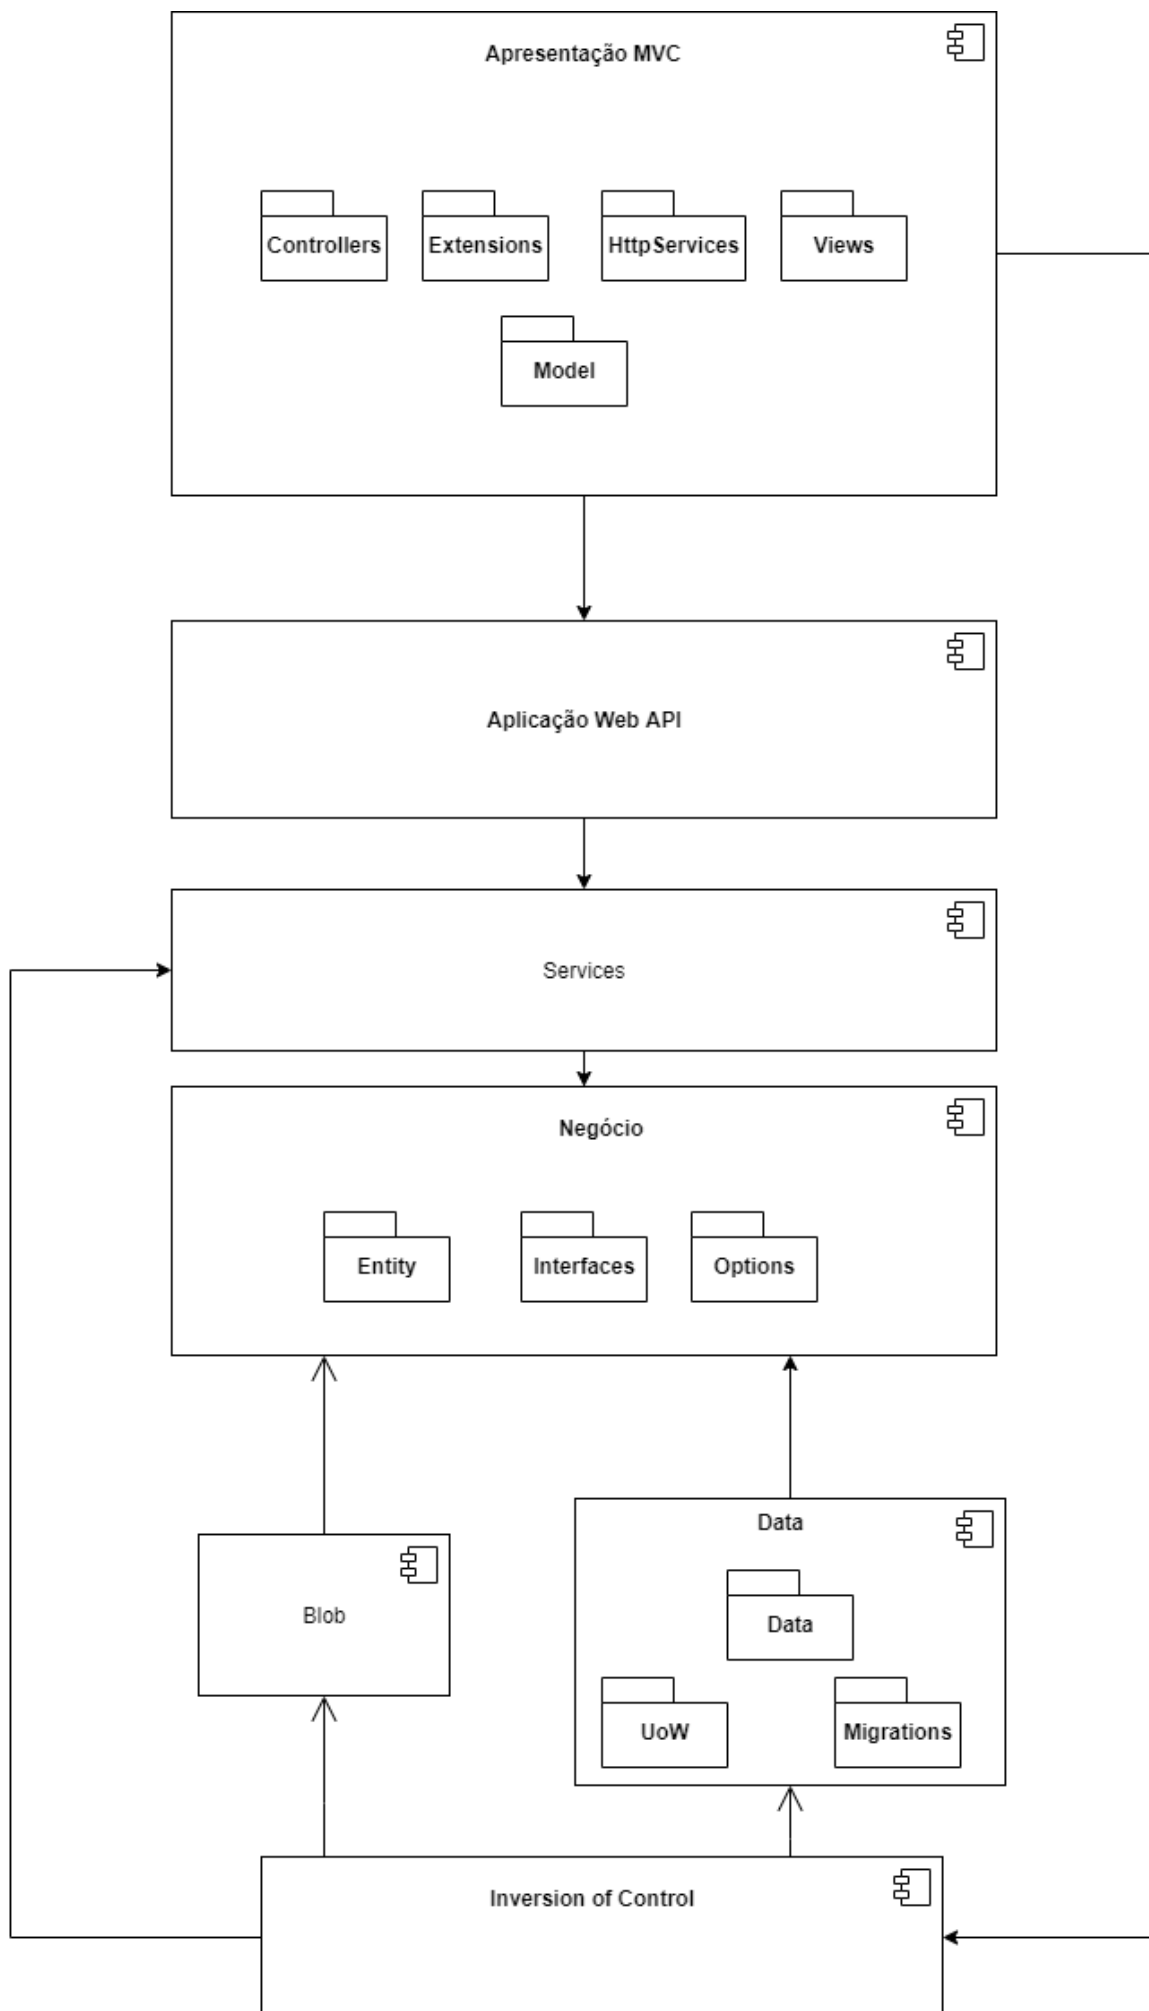 Apresentação MVC
Controllers
Extensions
HttpServices
Views
Model
Aplicação Web API
Services
Negócio
Entity
Interfaces
Options
Data
Data
Blob
UoW
Migrations
Inversion of Control